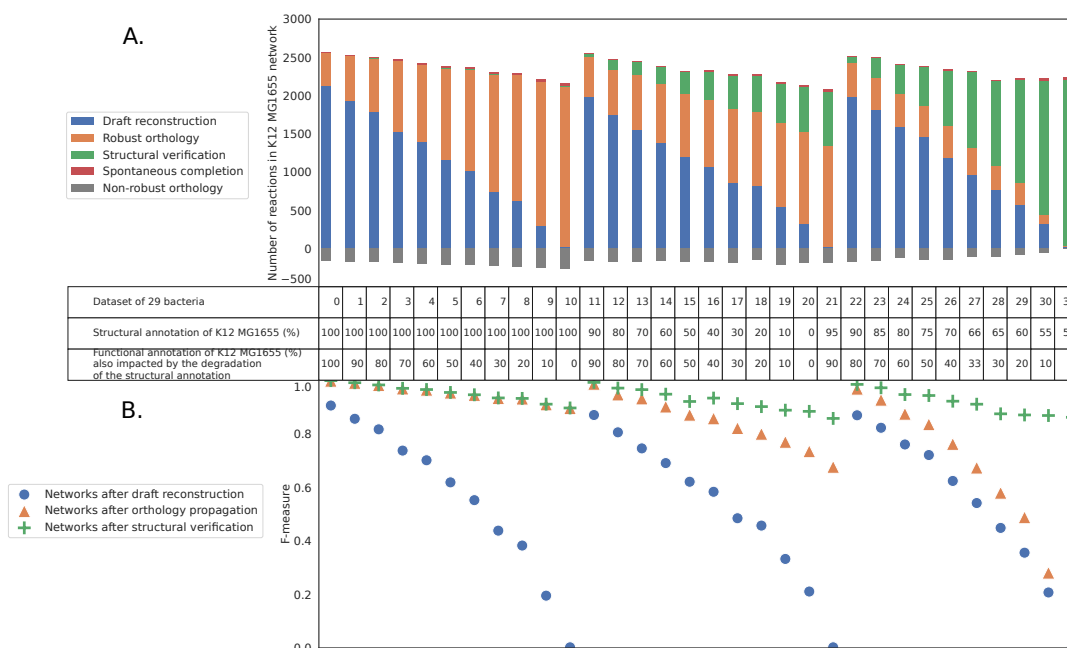 A.
3000
2500
2000
1500
1000
500
0
−500
Number of reactions in K12 MG1655 network
Draft reconstruction
Robust orthology
Structural verification
Spontaneous completion
Non-robust orthology
Dataset of 29 bacteria 0 1 2 3 4 5 6 7 8 9 10 11 12 13 14 15 16 17 18 19 20 21 22 23 24 25 26 27 28 29 30 3
Structural annotation of K12 MG1655 (%) 100 100 100 100 100 100 100 100 100 100 100 90 80 70 60 50 40 30 20 10 0 95 90 85 80 75 70 66 65 60 55 5
Functional annotation of K12 MG1655 (%)
also impacted by the degradation 100 90 80 70 60 50 40 30 20 10 0 90 80 70 60 50 40 30 20 10 0 90 80 70 60 50 40 33 30 20 10
of the structural annotation
B.
1.0
0.8
0.6
0.4
0.2
0.0
F-measure
Networks after draft reconstruction
Networks after orthology propagation
Networks after structural verification